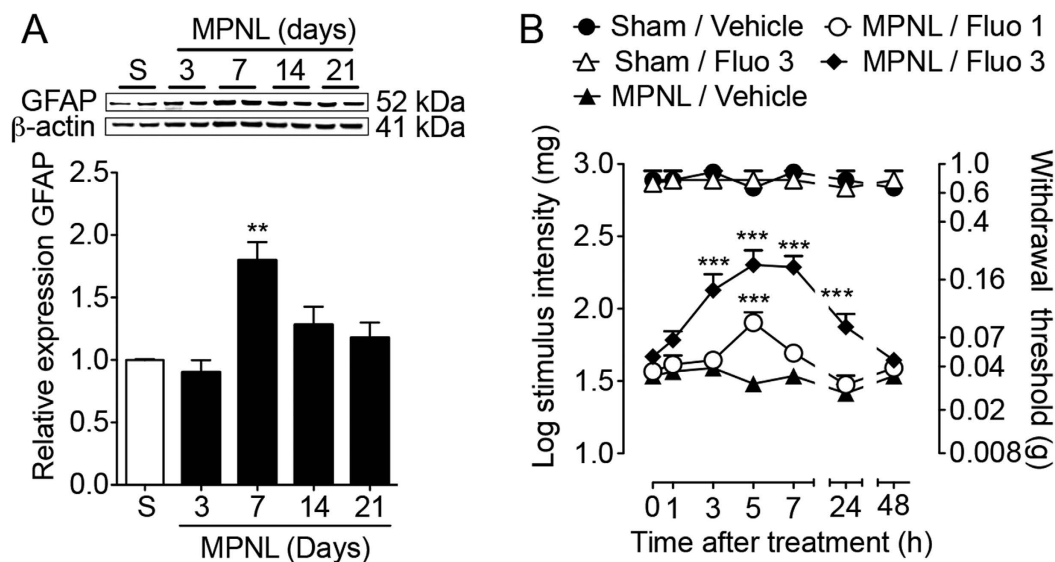 A
MPNL (days)
S 3 7 14 21
GFAP 52 kDa
β-actin 41 kDa
Relative expression GFAP
2.5
2.0
1.5
1.0
0.5
0.0
**
S 3 7 14 21
MPNL (Days)
B
Sham / Vehicle MPNL / Fluo 1
Sham / Fluo 3 MPNL / Fluo 3
MPNL / Vehicle
Log stimulus intensity (mg)
3.0
2.5
2.0
1.5
1.0
*** *** *** ***
***
1.0
0.6
0.4
0.16
0.07
0.04
0.02
0.008
Withdrawal threshold (g)
0 1 3 5 7 24 48
Time after treatment (h)